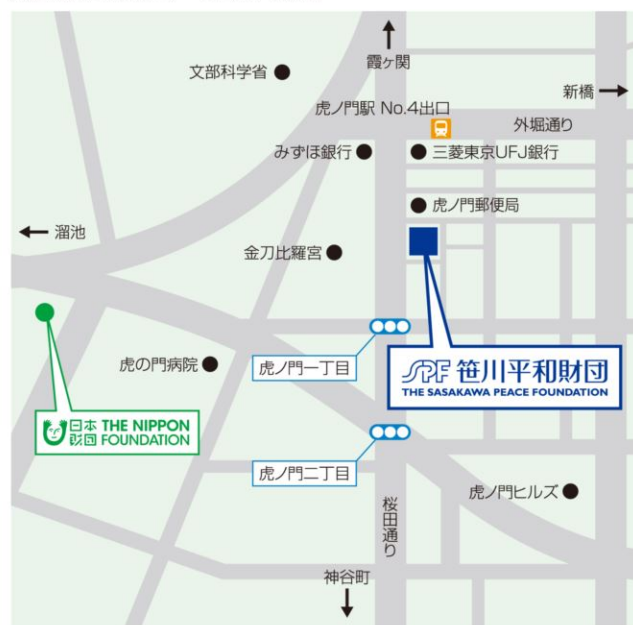 霞ヶ関
文部科学省
新橋
虎ノ門駅 No.4出口
外堀通り
みずほ銀行
三菱東京UFJ銀行
虎ノ門郵便局
溜池
金刀比羅宮
虎の門病院
虎ノ門一丁目
SPF 笹川平和財団
THE SASAKAWA PEACE FOUNDATION
日本 THE NIPPON
財団 FOUNDATION
虎ノ門二丁目
虎ノ門ヒルズ
桜田通り
神谷町